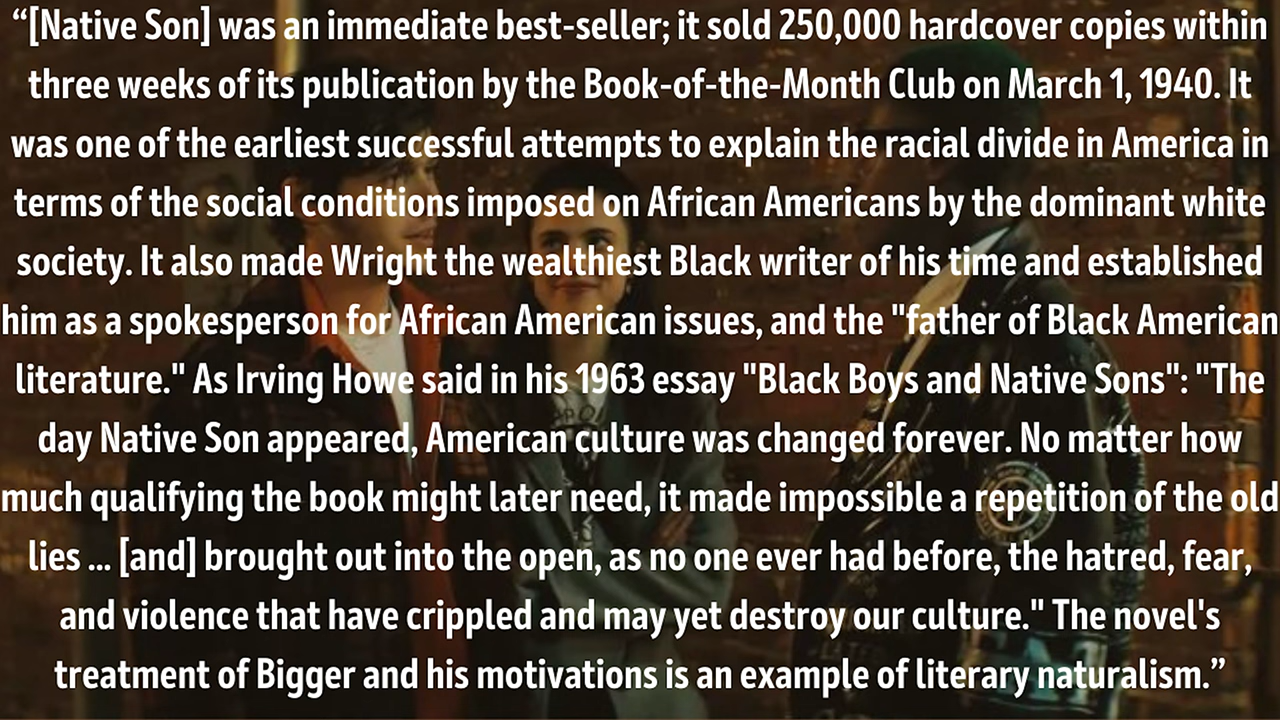 “[Native Son] was an immediate best-seller; it sold 250,000 hardcover copies within
three weeks of its publication by the Book-of-the-Month Club on March 1, 1940. It
was one of the earliest successful attempts to explain the racial divide in America in
terms of the social conditions imposed on African Americans by the dominant white
society. It also made Wright the wealthiest Black writer of his time and established
him as a spokesperson for African American issues, and the "father of Black American
literature." As Irving Howe said in his 1963 essay "Black Boys and Native Sons": "The
day Native Son appeared, American culture was changed forever. No matter how
much qualifying the book might later need, it made impossible a repetition of the old
lies ... [and] brought out into the open, as no one ever had before, the hatred, fear,
and violence that have crippled and may yet destroy our culture." The novel's
treatment of Bigger and his motivations is an example of literary naturalism.”